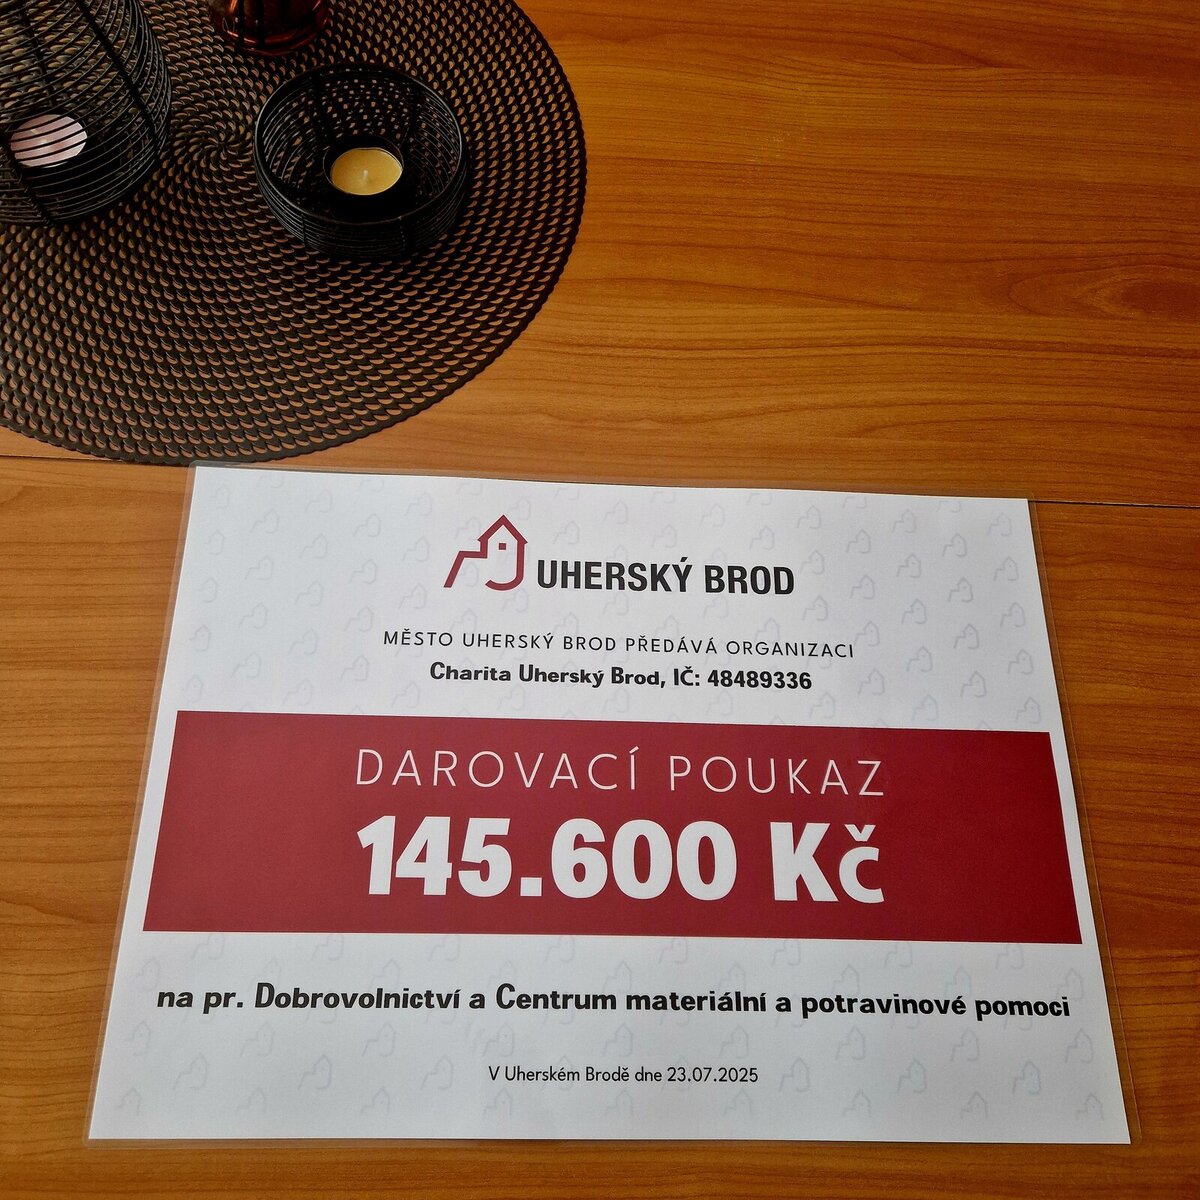 UHERSKÝ BROD
MĚSTO UHERSKÝ BROD PŘEDÁVÁ ORGANIZACI
Charita Uherský Brod, IČ: 48489336
DAROVACÍ POUKAZ
145.600 Kč
na pr. Dobrovolnictví a Centrum materiální a potravinové pomoci
V Uherském Brodě dne 23.07.2025